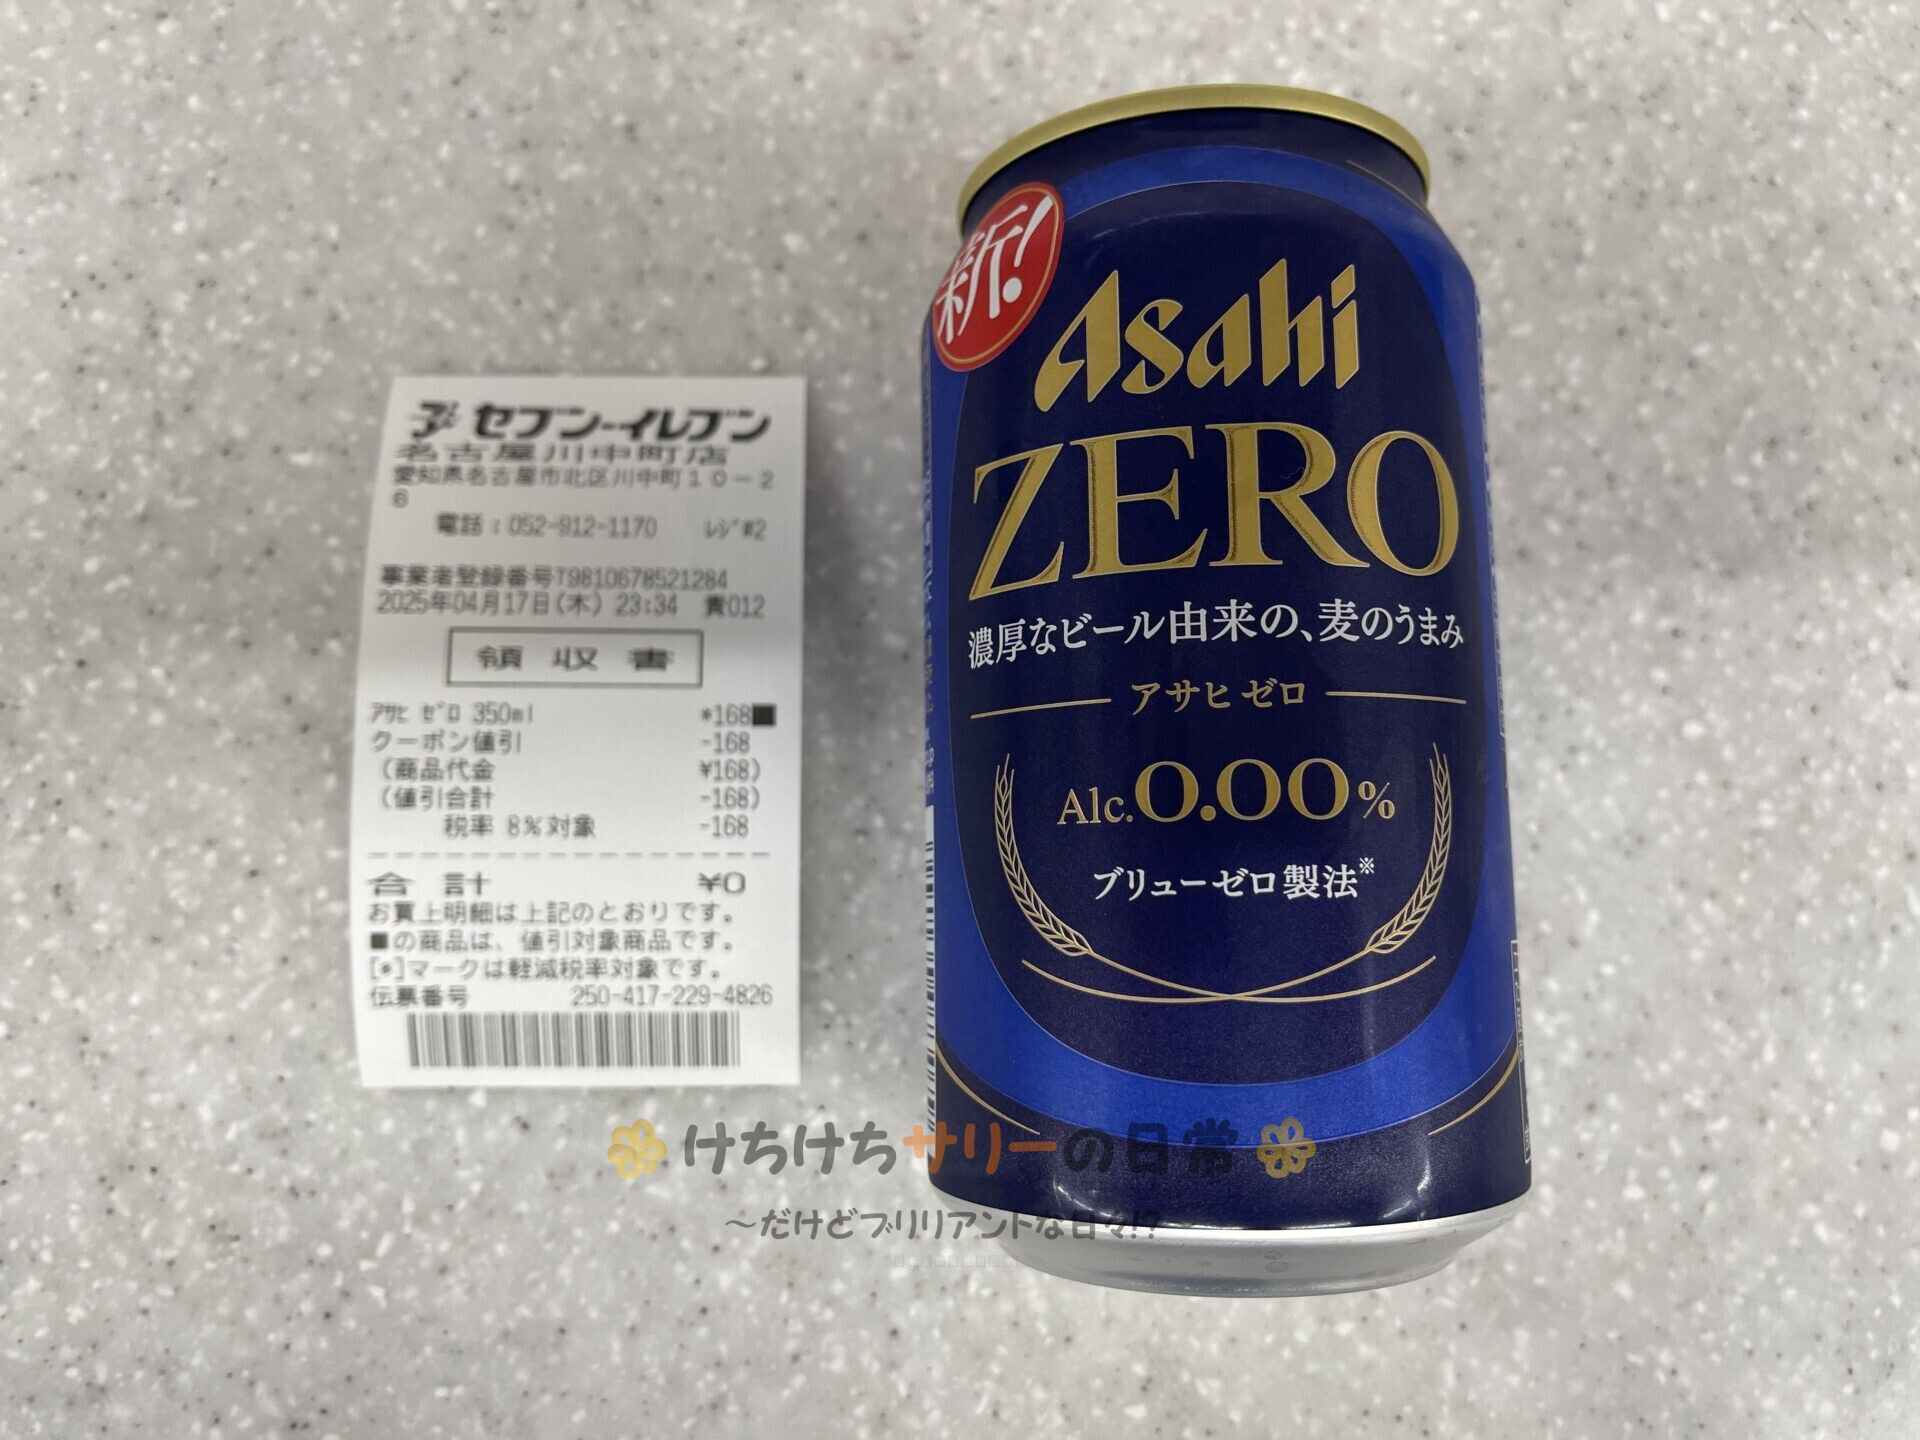 セブン-イレブン
名古屋川中町店
愛知県名古屋市北区川中町10-2
6
電話:052-912-1170 レジ#2
事業者登録番号T9810678521284
2025年04月17日(木) 23:34 責012
領収書
アサヒ ゼロ 350ml *168■
クーポン値引 -168
(商品代金 ¥168)
(値引合計 -168)
税率 8%対象 -168
合計 ¥0
お買上明細は上記のとおりです。
■の商品は、値引対象商品です。
[*]マークは軽減税率対象です。
伝票番号 250-417-229-4826
新!
Asahi
ZERO
濃厚なビール由来の、麦のうまみ
アサヒ ゼロ
Alc.0.00%
ブリューゼロ製法※
けちけちサリーの日常
～だけどブリリアントな日々!?